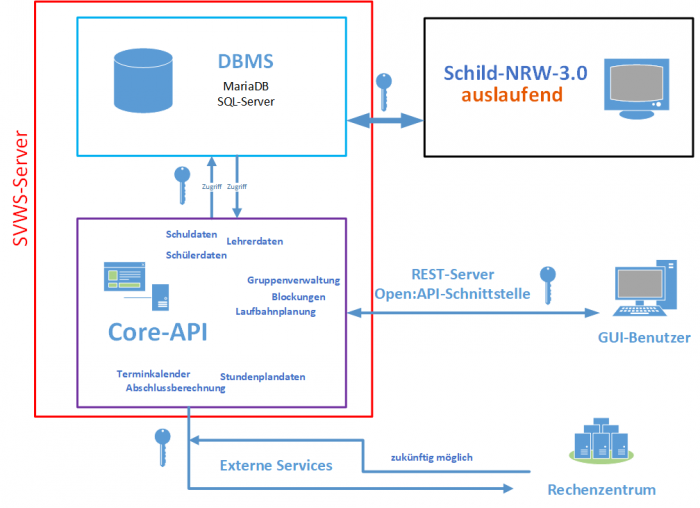 SVWS-Server
DBMS
MariaDB
SQL-Server
Schild-NRW-3.0
auslaufend
Zugriff
Zugriff
Schuldaten
Lehrerdaten
Schülerdaten
Gruppenverwaltung
Blockungen
Laufbahnplanung
Core-API
Terminkalender
Stundenplandaten
Abschlussberechnung
REST-Server
Open:API-Schnittstelle
GUI-Benutzer
Externe Services
zukünftig möglich
Rechenzentrum